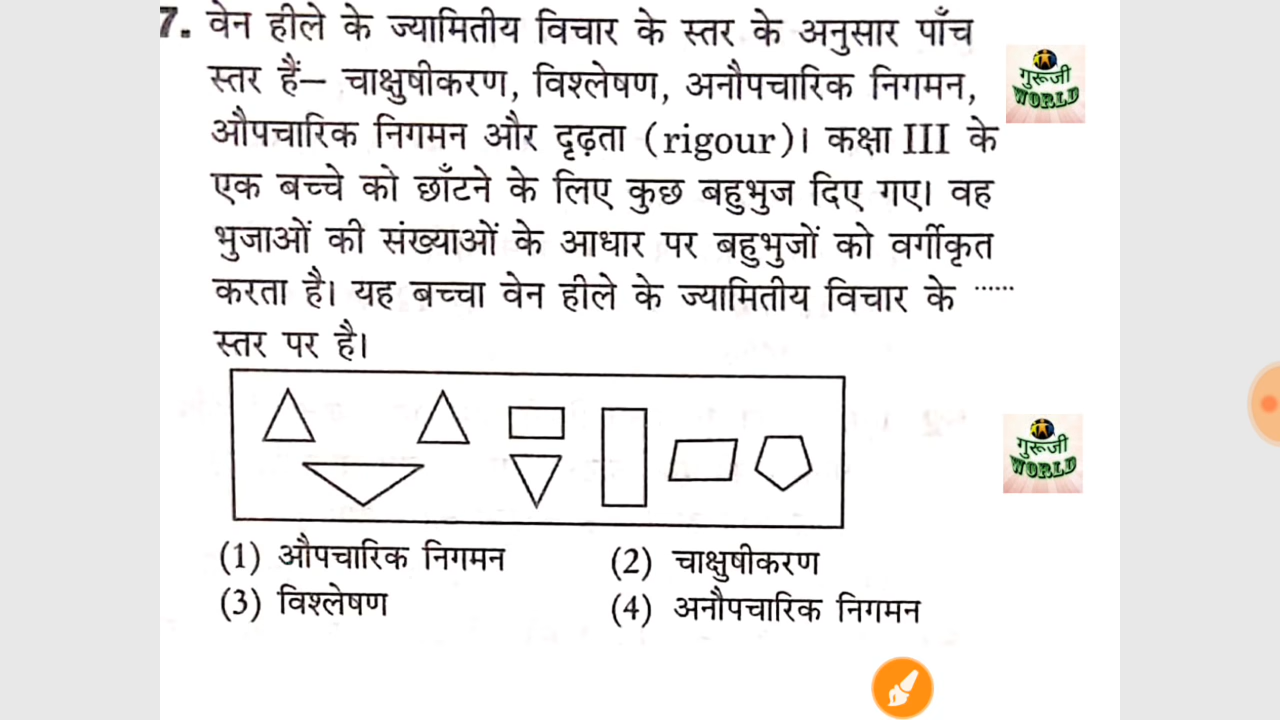 7. वेन हीले के ज्यामितीय विचार के स्तर के अनुसार पाँच
स्तर हैं– चाक्षुषीकरण, विश्लेषण, अनौपचारिक निगमन,
औपचारिक निगमन और दृढ़ता (rigour)। कक्षा III के
एक बच्चे को छाँटने के लिए कुछ बहुभुज दिए गए। वह
भुजाओं की संख्याओं के आधार पर बहुभुजों को वर्गीकृत
करता है। यह बच्चा वेन हीले के ज्यामितीय विचार के ......
स्तर पर है।
(1) औपचारिक निगमन (2) चाक्षुषीकरण
(3) विश्लेषण (4) अनौपचारिक निगमन
गुरूजी
WORLD
गुरूजी
WORLD